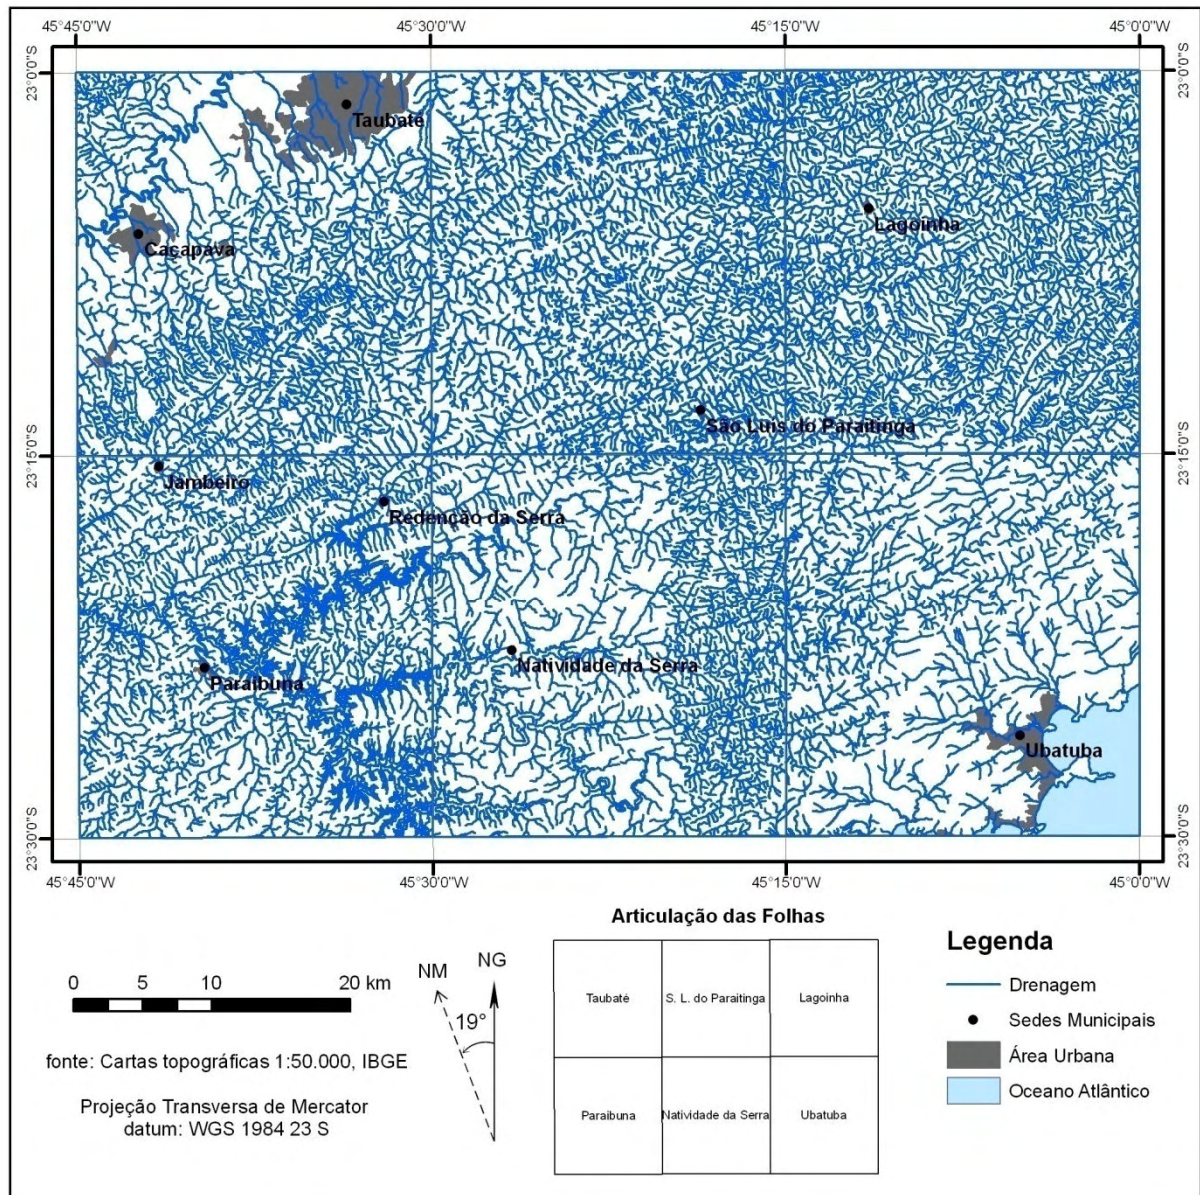 45°45'0"W 45°30'0"W 45°15'0"W 45°0'0"W
23°0'0"S 23°0'0"S
Taubaté
Lagoinha
Caçapava
São Luis do Paraitinga
23°15'0"S 23°15'0"S
Jambeiro
Redenção da Serra
Natividade da Serra
Paraibuna
Ubatuba
23°30'0"S 23°30'0"S
45°45'0"W 45°30'0"W 45°15'0"W 45°0'0"W
0 5 10 20 km
fonte: Cartas topográficas 1:50.000, IBGE
Projeção Transversa de Mercator
datum: WGS 1984 23 S
NM NG
19°
Articulação das Folhas
Taubaté S. L. do Paraitinga Lagoinha
Paraibuna Natividade da Serra Ubatuba
Legenda
Drenagem
Sedes Municipais
Área Urbana
Oceano Atlântico